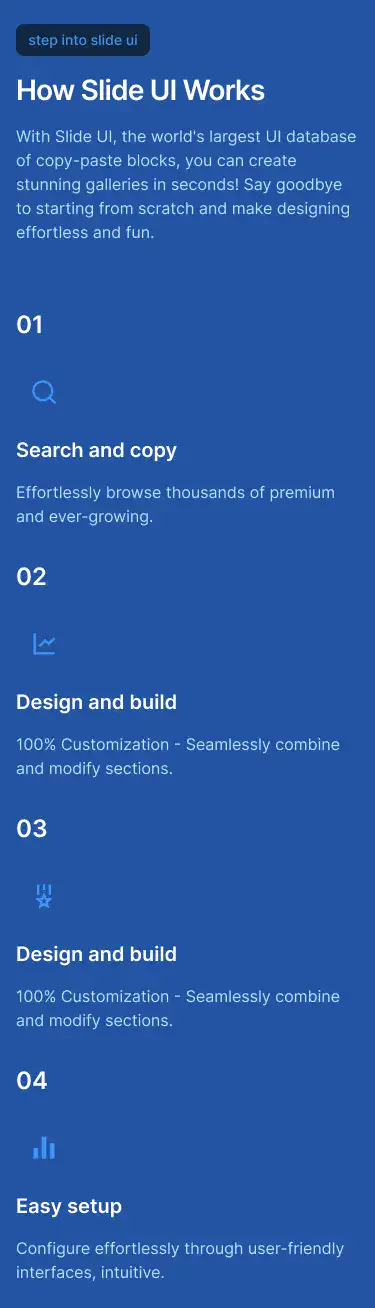 step into slide ui
How Slide UI Works
With Slide UI, the world's largest UI database
of copy-paste blocks, you can create
stunning galleries in seconds! Say goodbye
to starting from scratch and make designing
effortless and fun.
01
Search and copy
Effortlessly browse thousands of premium
and ever-growing.
02
Design and build
100% Customization - Seamlessly combine
and modify sections.
03
Design and build
100% Customization - Seamlessly combine
and modify sections.
04
Easy setup
Configure effortlessly through user-friendly
interfaces, intuitive.